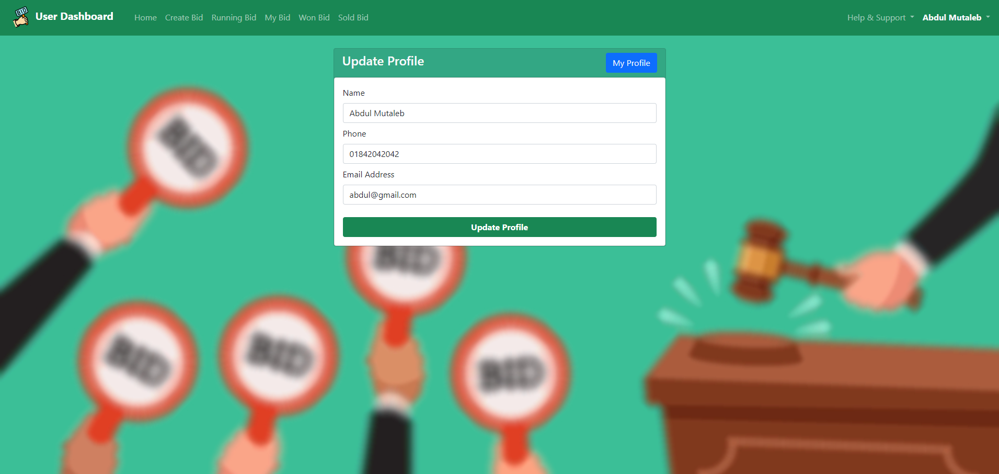 BID
User Dashboard
Home Create Bid Running Bid My Bid Won Bid Sold Bid
Help & Support
Abdul Mutaleb
Update Profile
My Profile
Name
Abdul Mutaleb
Phone
01842042042
Email Address
abdul@gmail.com
Update Profile
BID
BID
BID
BID
BID